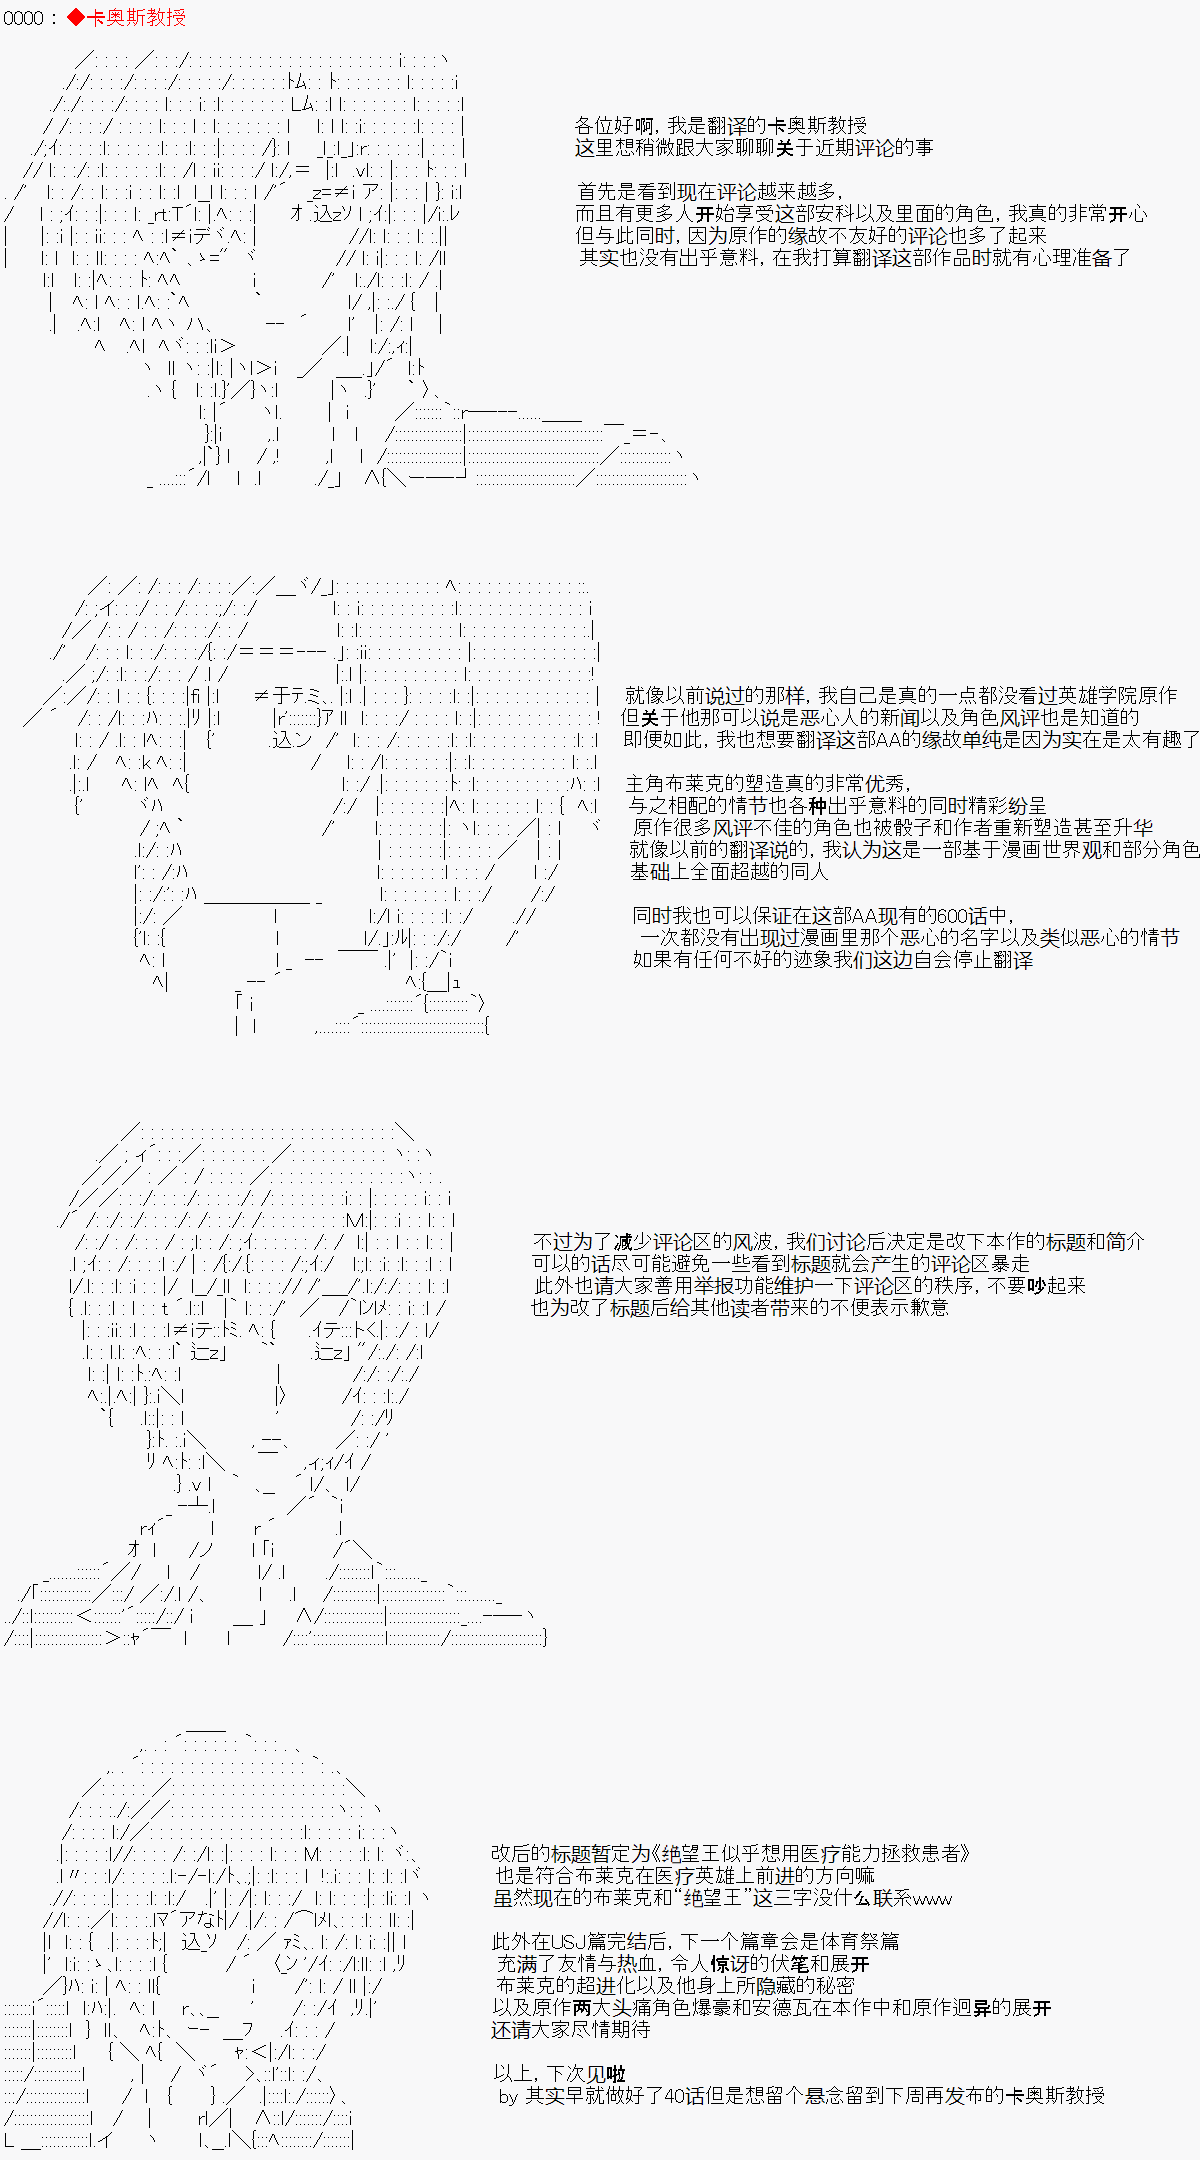 0000 : ◆卡奥斯教授
各位好啊, 我是翻译的卡奥斯教授
这里想稍微跟大家聊聊关于近期评论的事
首先是看到现在评论越来越多,
而且有更多人开始享受这部安科以及里面的角色, 我真的非常开心
但与此同时, 因为原作的缘故不友好的评论也多了起来
其实也没有出乎意料, 在我打算翻译这部作品时就有心理准备了
就像以前说过的那样, 我自己是真的一点都没看过英雄学院原作
但关于他那可以说是恶心人的新闻以及角色风评也是知道的
即便如此, 我也想要翻译这部AA的缘故单纯是因为实在是太有趣了
主角布莱克的塑造真的非常优秀,
与之相配的情节也各种出乎意料的同时精彩纷呈
原作很多风评不佳的角色也被骰子和作者重新塑造甚至升华
就像以前的翻译说的, 我认为这是一部基于漫画世界观和部分角色
基础上全面超越的同人
同时我也可以保证在这部AA现有的600话中,
一次都没有出现过漫画里那个恶心的名字以及类似恶心的情节
如果有任何不好的迹象我们这边自会停止翻译
不过为了减少评论区的风波, 我们讨论后决定是改下本作的标题和简介
可以的话尽可能避免一些看到标题就会产生的评论区暴走
此外也请大家善用举报功能维护一下评论区的秩序, 不要吵起来
也为改了标题后给其他读者带来的不便表示歉意
改后的标题暂定为《绝望王似乎想用医疗能力拯救患者》
也是符合布莱克在医疗英雄上前进的方向嘛
虽然现在的布莱克和“绝望王”这三字没什么联系www
此外在USJ篇完结后, 下一个篇章会是体育祭篇
充满了友情与热血, 令人惊讶的伏笔和展开
布莱克的超进化以及他身上所隐藏的秘密
以及原作两大头痛角色爆豪和安德瓦在本作中和原作迥异的展开
还请大家尽情期待
以上, 下次见啦
by 其实早就做好了40话但是想留个悬念留到下周再发布的卡奥斯教授